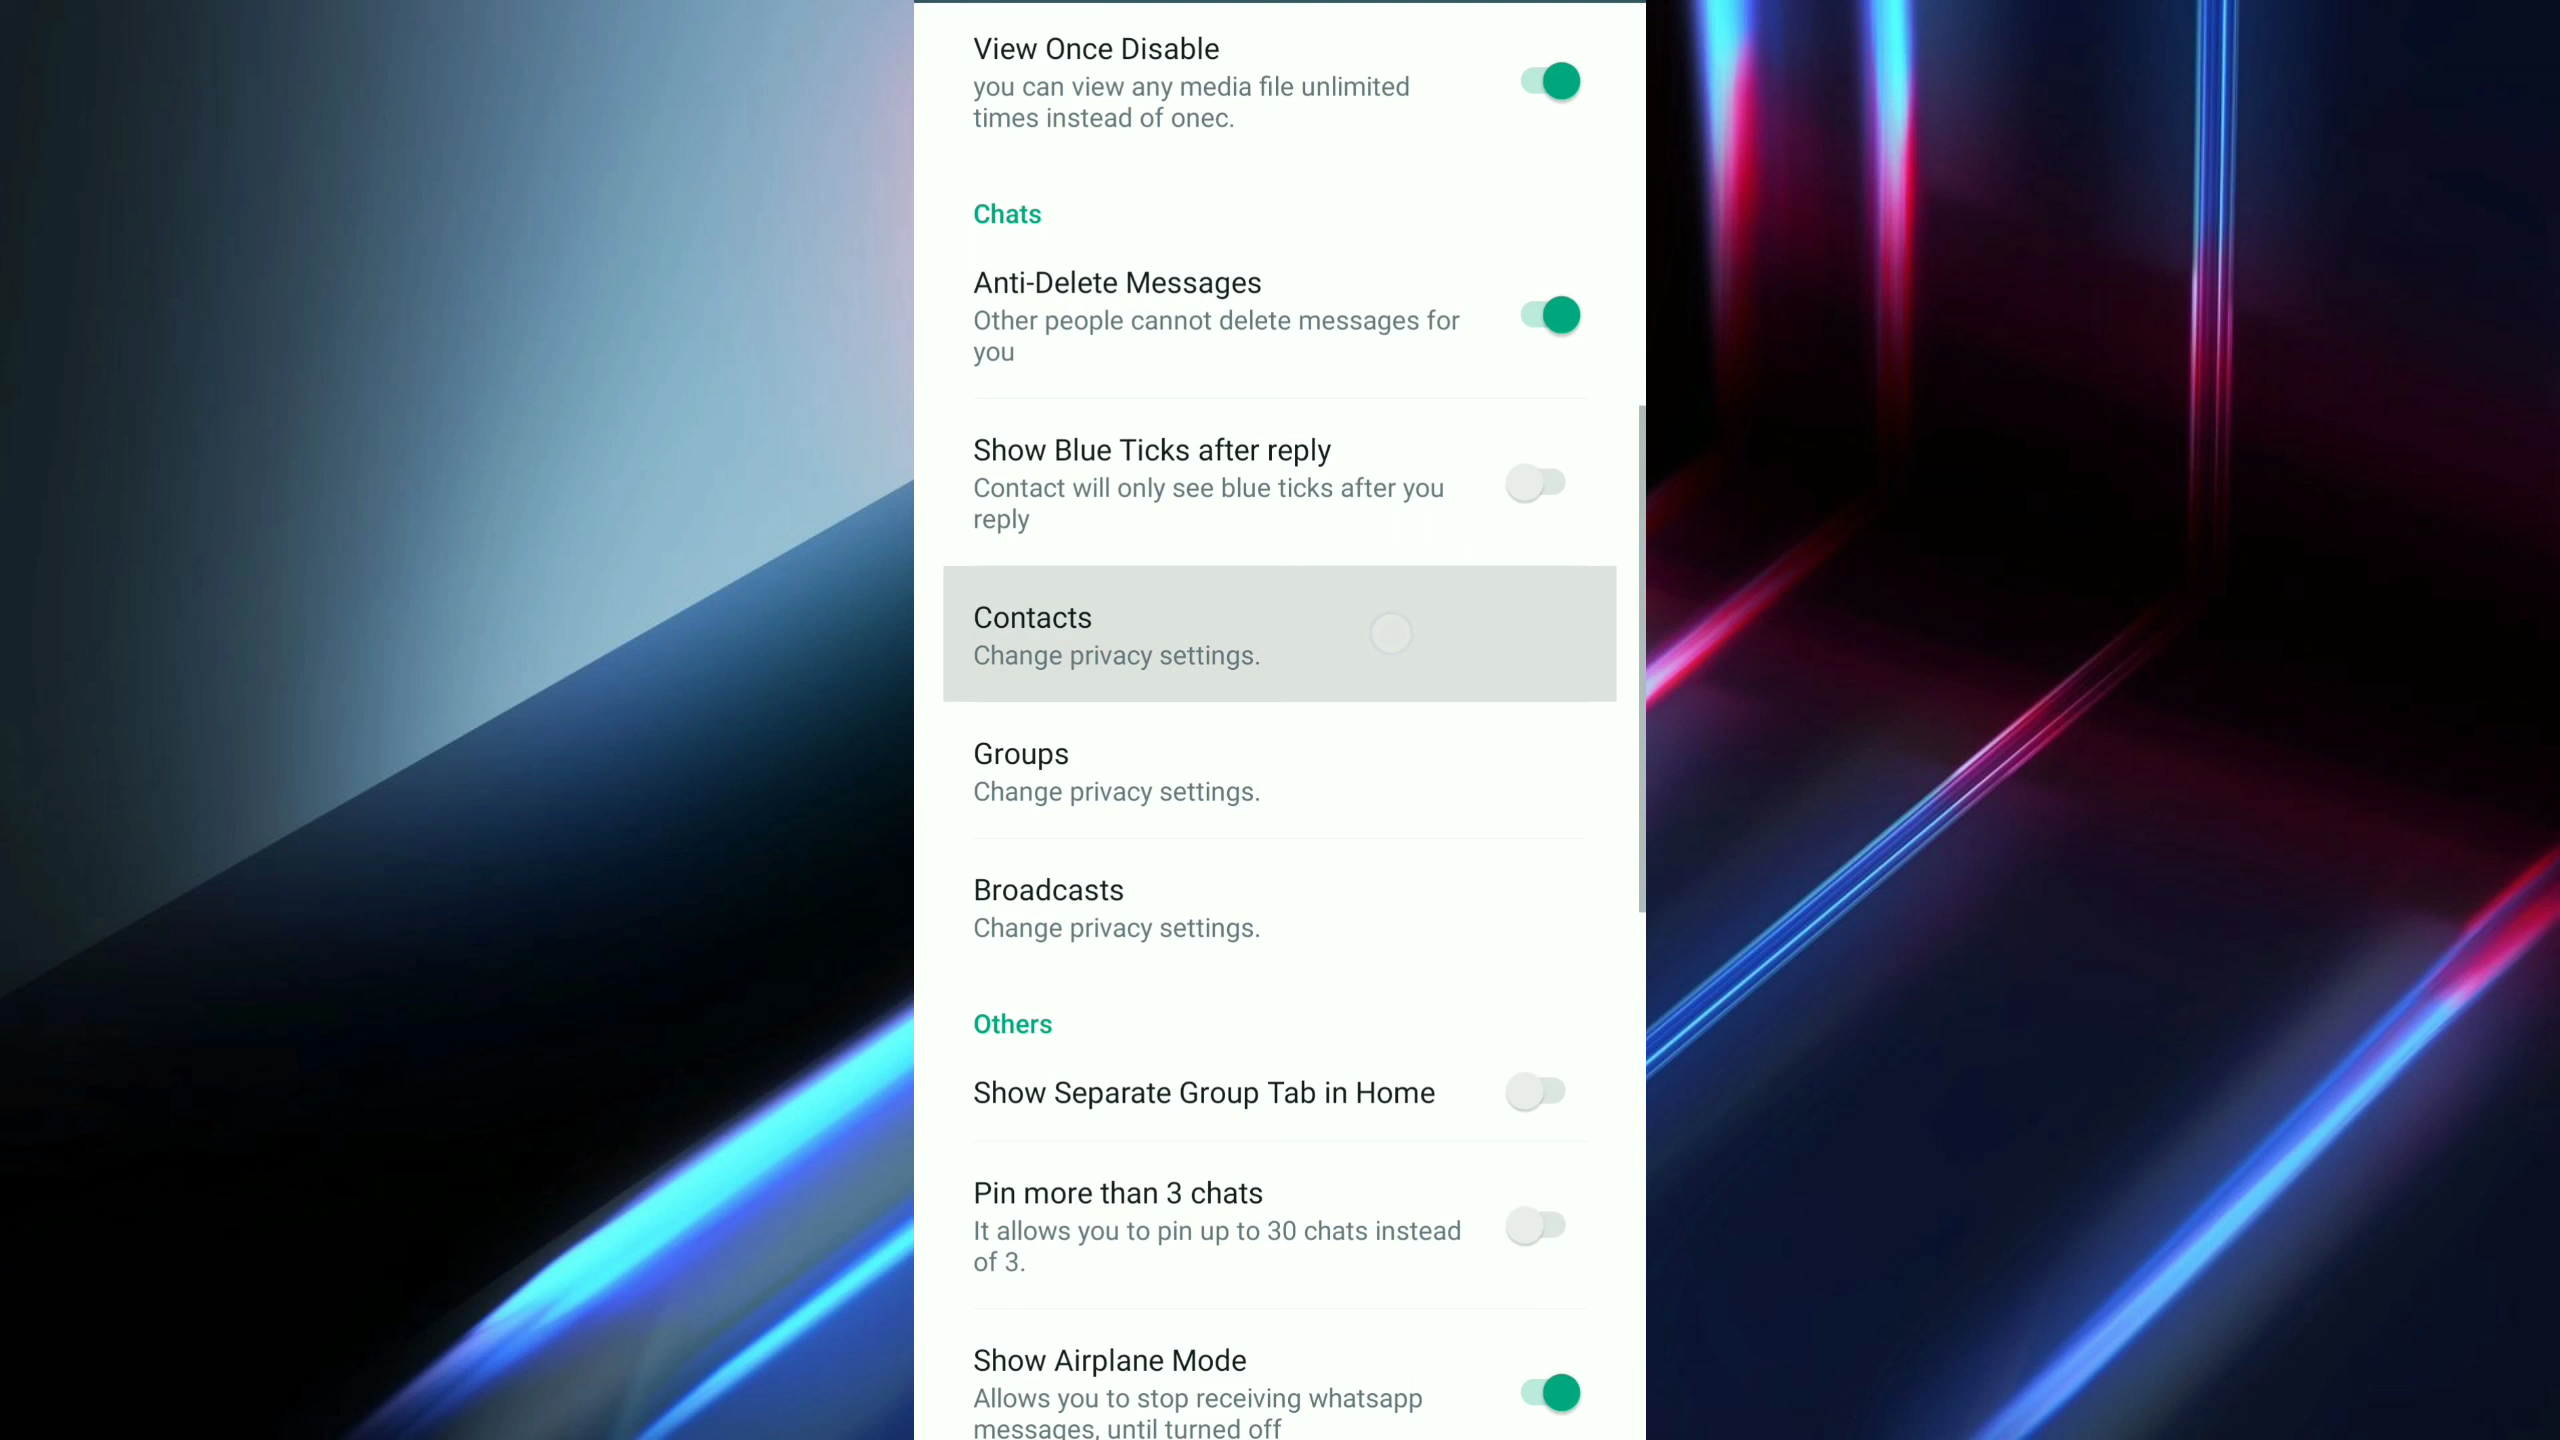 View Once Disable
you can view any media file unlimited
times instead of onec.
Chats
Anti-Delete Messages
Other people cannot delete messages for
you
Show Blue Ticks after reply
Contact will only see blue ticks after you
reply
Contacts
Change privacy settings.
Groups
Change privacy settings.
Broadcasts
Change privacy settings.
Others
Show Separate Group Tab in Home
Pin more than 3 chats
It allows you to pin up to 30 chats instead
of 3.
Show Airplane Mode
Allows you to stop receiving whatsapp
messages, until turned off